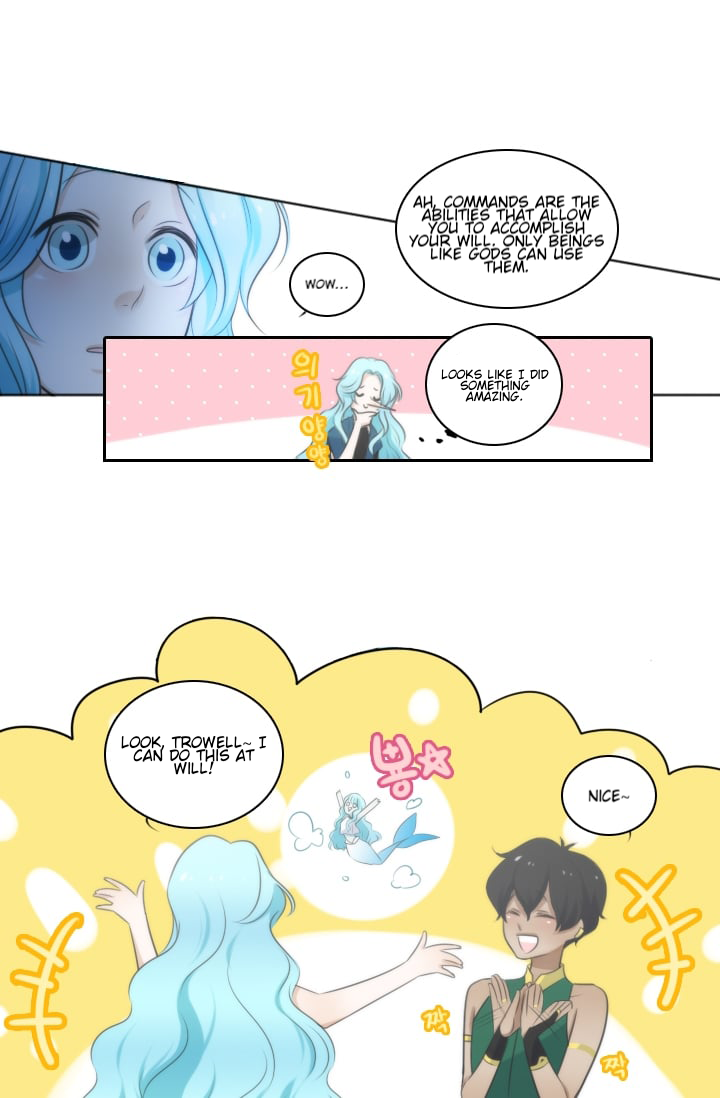 AH, COMMANDS ARE THE
ABILITIES THAT ALLOW
YOU TO ACCOMPLISH
YOUR WILL. ONLY BEINGS
LIKE GODS CAN USE
THEM.
WOW...
LOOKS LIKE I DID
SOMETHING
AMAZING.
의
기
양
양
LOOK, TROWELL~ I
CAN DO THIS AT
WILL!
뿅☆
NICE~
짝
짝